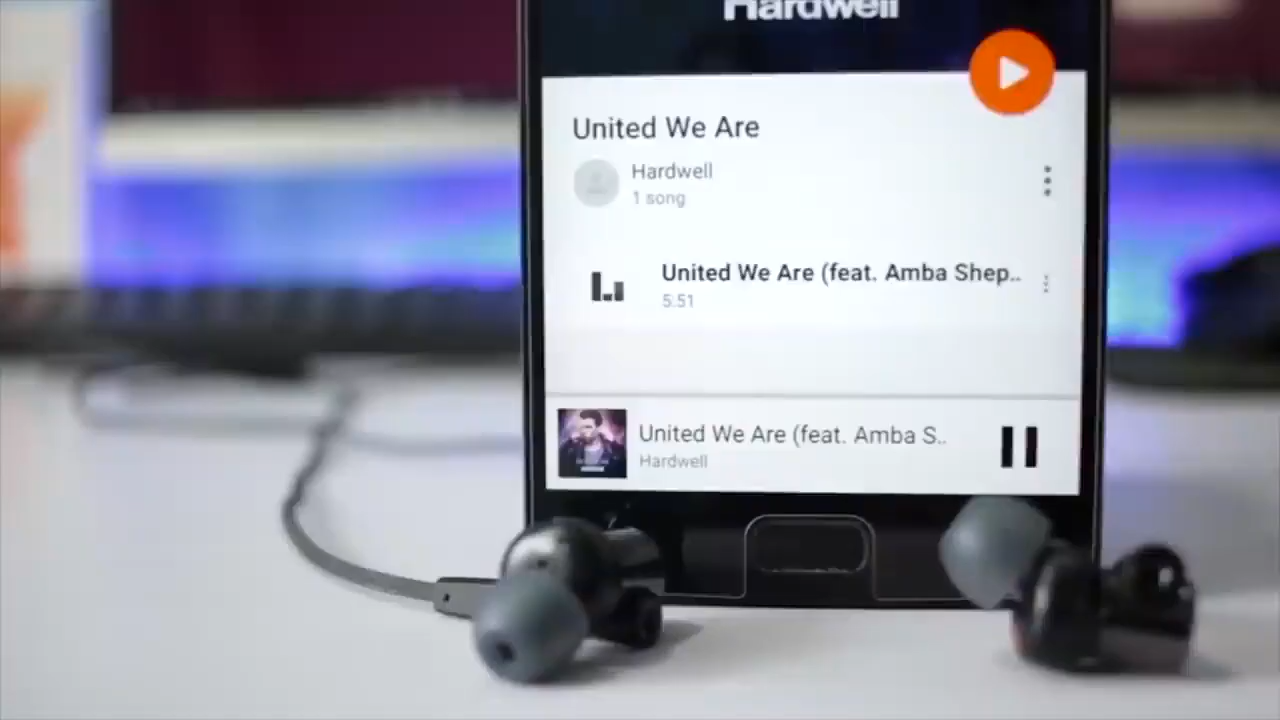 Hardwell
United We Are
Hardwell
1 song
United We Are (feat. Amba Shep..
5:51
United We Are (feat. Amba S..
Hardwell